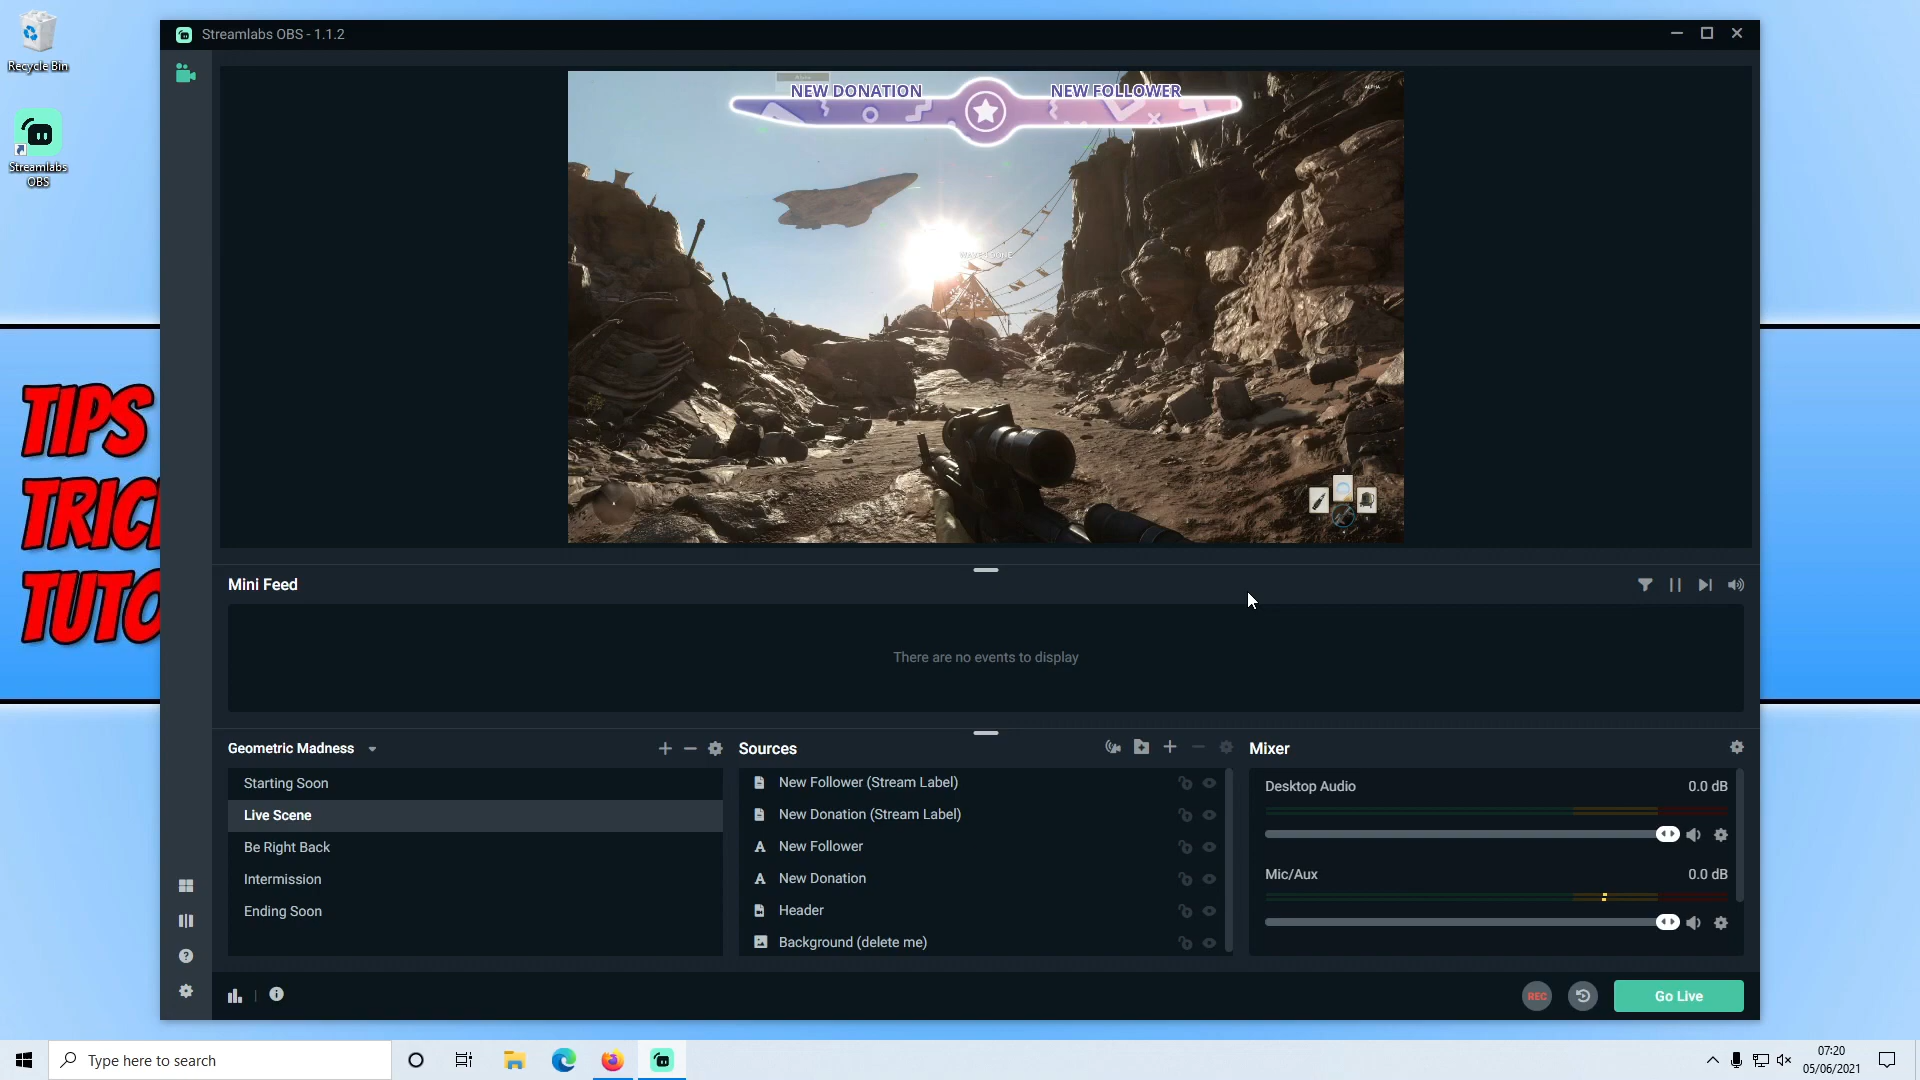 Recycle Bin
Streamlabs
OBS
TIPS
TRIC
TUTO
Streamlabs OBS - 1.1.2
NEW DONATION
NEW FOLLOWER
ALPHA
Mini Feed
There are no events to display
Geometric Madness
Starting Soon
Live Scene
Be Right Back
Intermission
Ending Soon
Sources
New Follower (Stream Label)
New Donation (Stream Label)
A New Follower
A New Donation
Header
Background (delete me)
Mixer
Desktop Audio
0.0 dB
Mic/Aux
0.0 dB
REC
Go Live
Type here to search
07:20
05/06/2021